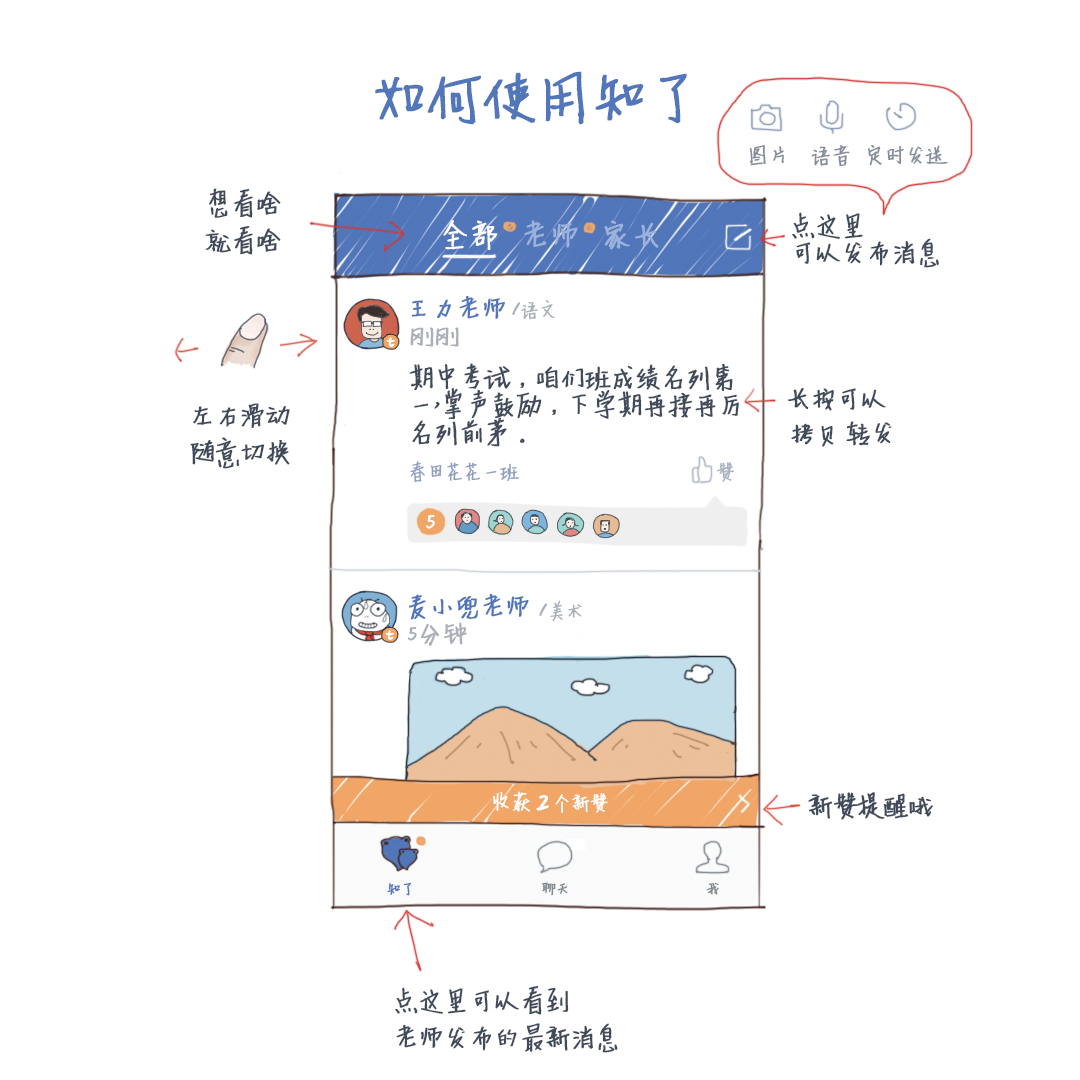 如何使用知了
图片 语音 定时发送
想看啥
就看啥
全部 老师 家长
点这里
可以发布消息
王力老师 /语文
刚刚
期中考试，咱们班成绩名列第
一，掌声鼓励，下学期再接再厉
名列前茅。
长按可以
拷贝转发
左右滑动
随意切换
春田花花一班
赞
5
麦小兜老师 /美术
5分钟
收获2个新赞
新赞提醒哦
知了
聊天
我
点这里可以看到
老师发布的最新消息